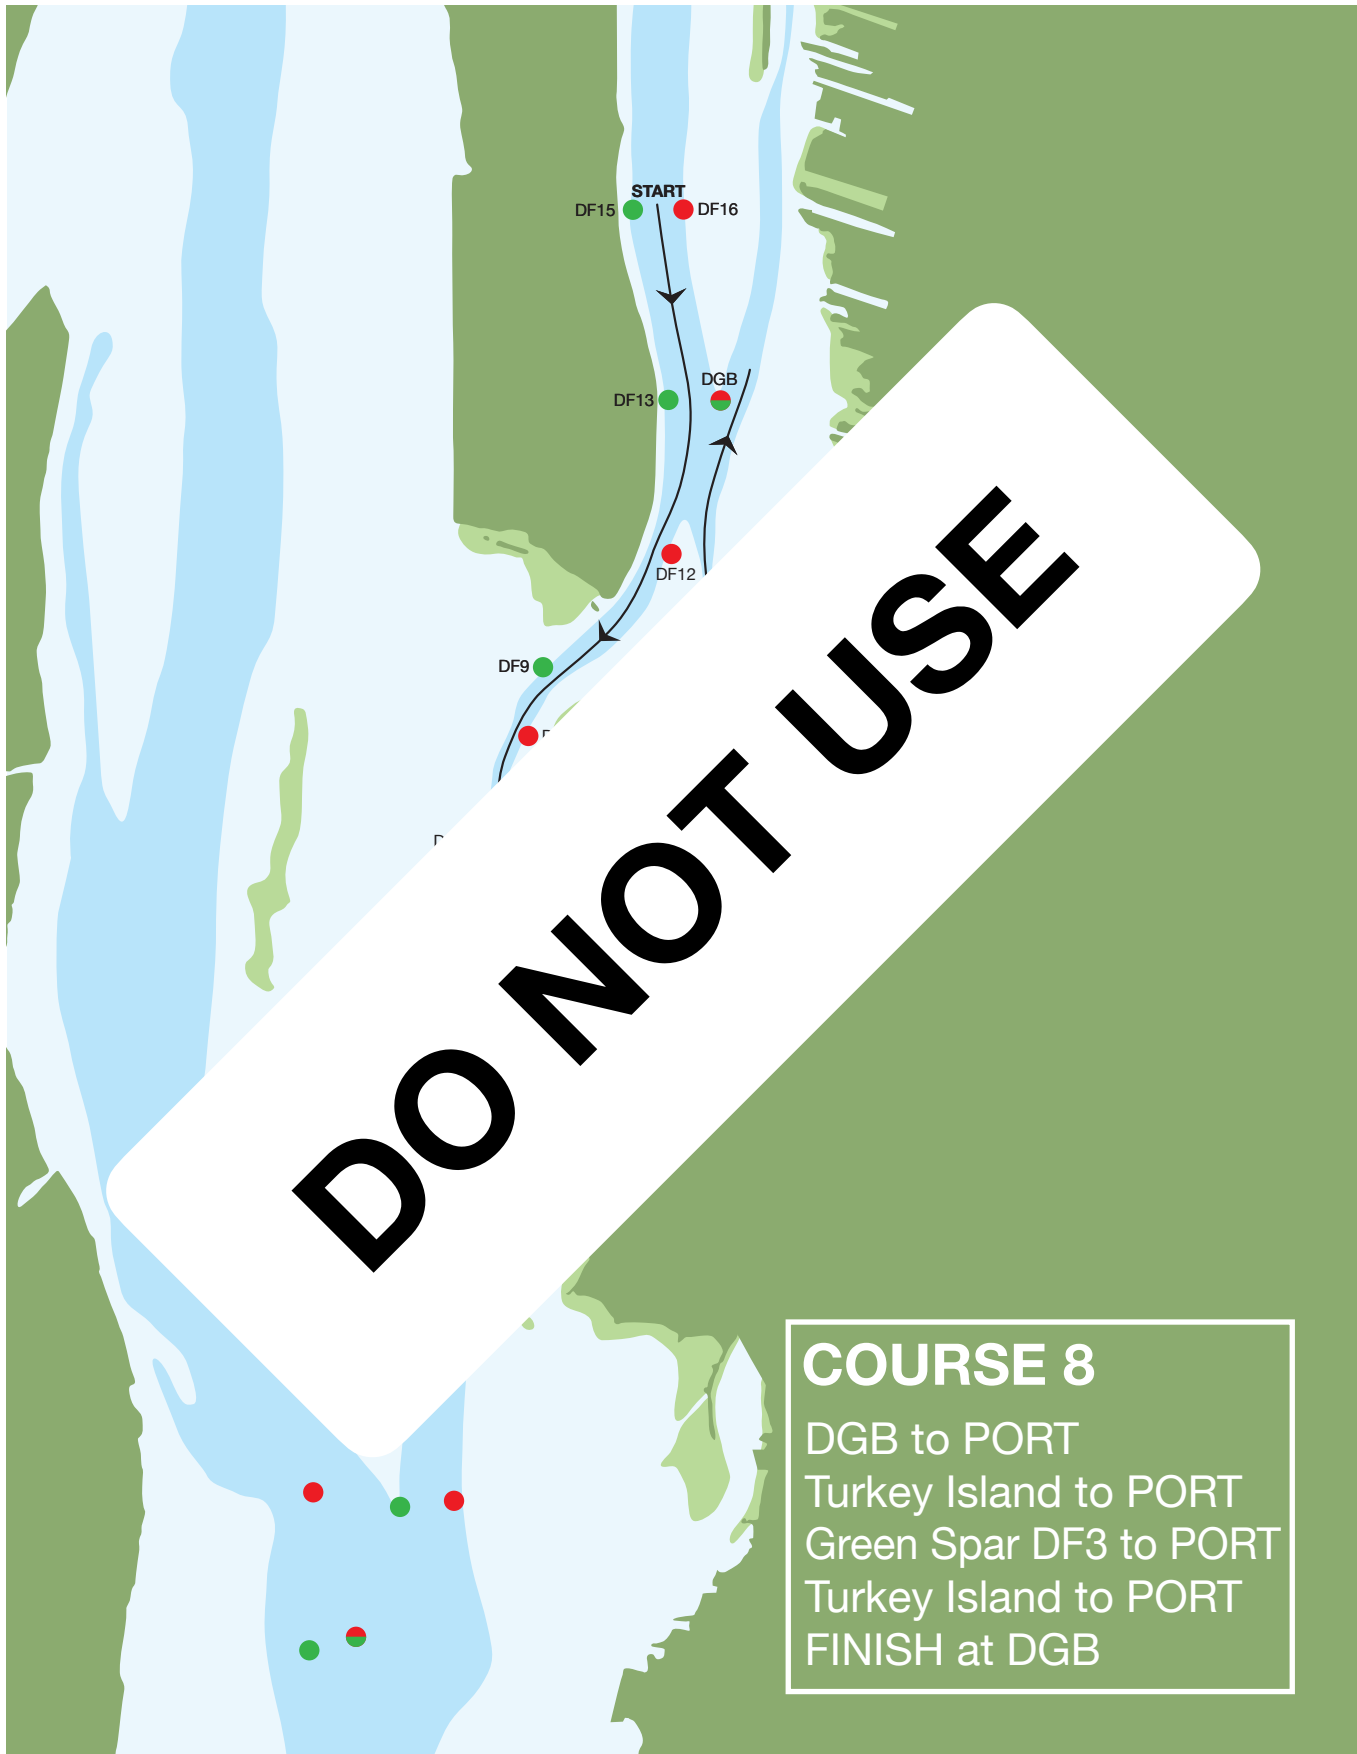 START
DF15
DF16
DGB
DF13
DF12
DF9
DO NOT USE
COURSE 8
DGB to PORT
Turkey Island to PORT
Green Spar DF3 to PORT
Turkey Island to PORT
FINISH at DGB